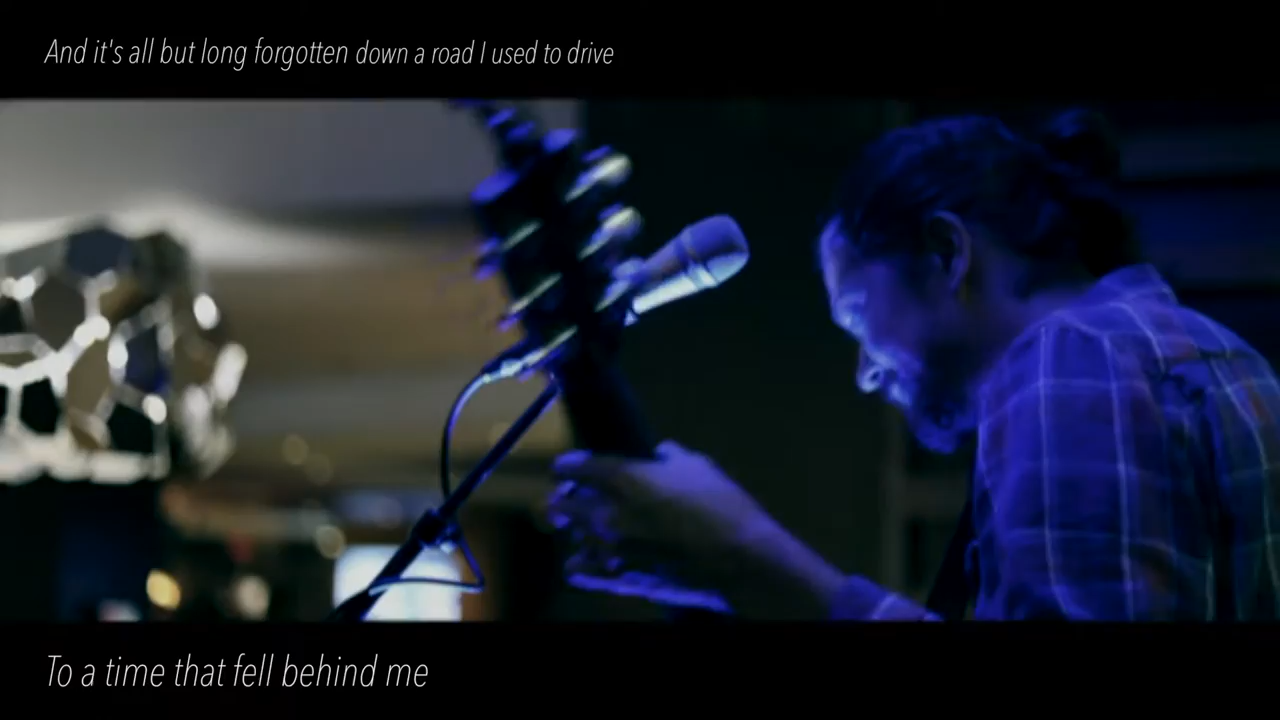 And it's all but long forgotten down a road I used to drive
To a time that fell behind me